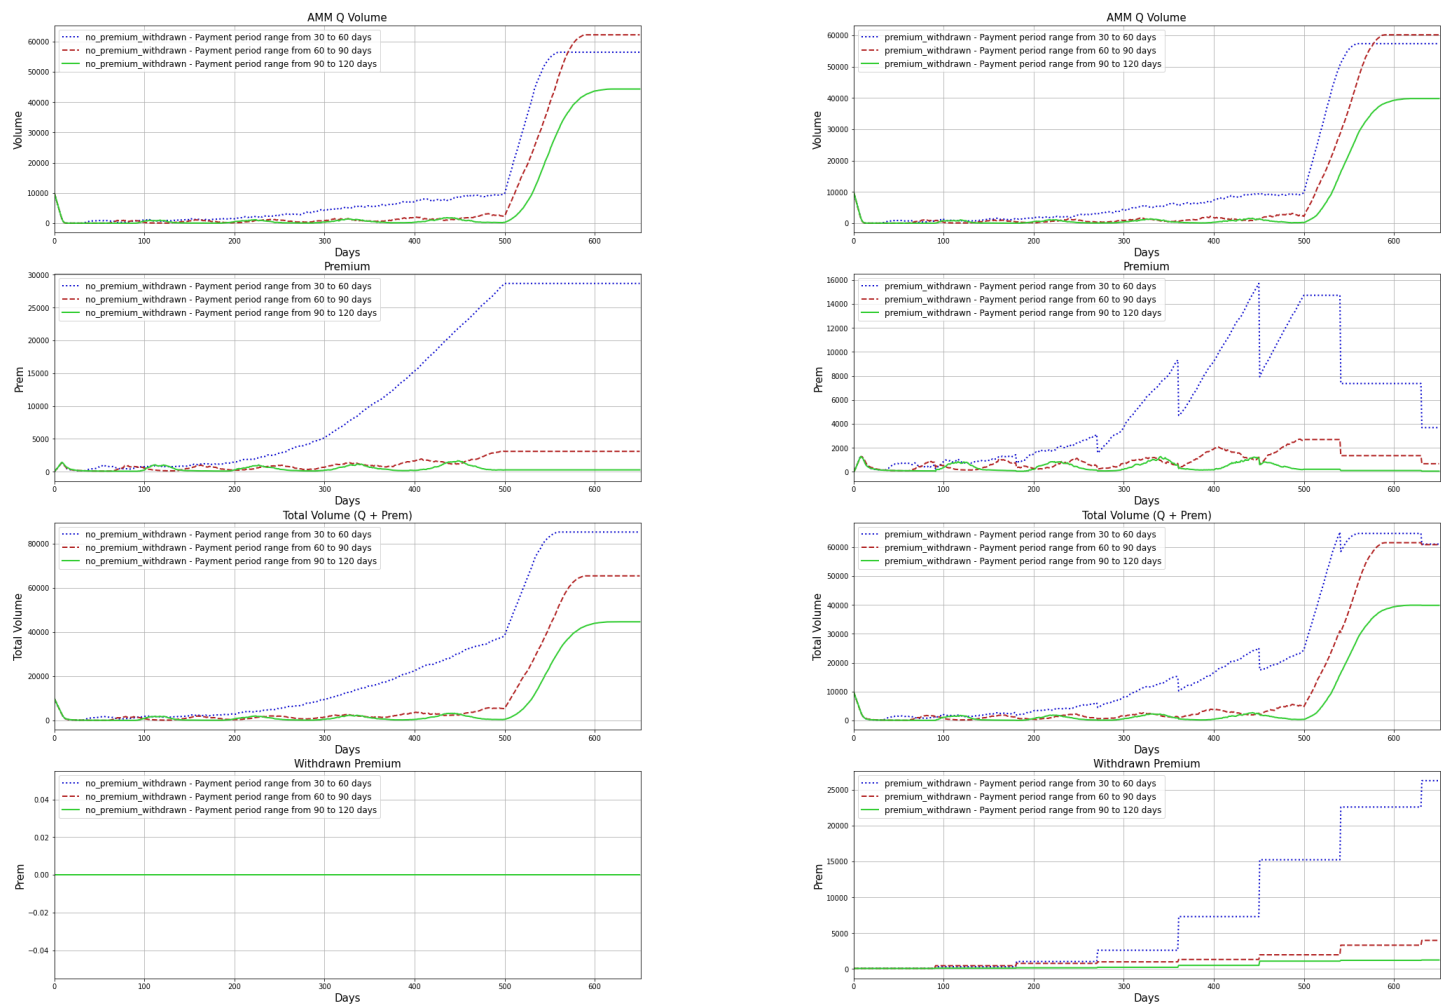 AMM Q Volume
no_premium_withdrawn - Payment period range from 30 to 60 days
no_premium_withdrawn - Payment period range from 60 to 90 days
no_premium_withdrawn - Payment period range from 90 to 120 days
Volume
60000
50000
40000
30000
20000
10000
0
0 100 200 300 400 500 600
Days
Premium
no_premium_withdrawn - Payment period range from 30 to 60 days
no_premium_withdrawn - Payment period range from 60 to 90 days
no_premium_withdrawn - Payment period range from 90 to 120 days
Prem
30000
25000
20000
15000
10000
5000
0
0 100 200 300 400 500 600
Days
Total Volume (Q + Prem)
no_premium_withdrawn - Payment period range from 30 to 60 days
no_premium_withdrawn - Payment period range from 60 to 90 days
no_premium_withdrawn - Payment period range from 90 to 120 days
Total Volume
80000
60000
40000
20000
0
0 100 200 300 400 500 600
Days
Withdrawn Premium
no_premium_withdrawn - Payment period range from 30 to 60 days
no_premium_withdrawn - Payment period range from 60 to 90 days
no_premium_withdrawn - Payment period range from 90 to 120 days
Prem
0.04
0.02
0.00
−0.02
−0.04
0 100 200 300 400 500 600
Days
AMM Q Volume
premium_withdrawn - Payment period range from 30 to 60 days
premium_withdrawn - Payment period range from 60 to 90 days
premium_withdrawn - Payment period range from 90 to 120 days
Volume
60000
50000
40000
30000
20000
10000
0
0 100 200 300 400 500 600
Days
Premium
premium_withdrawn - Payment period range from 30 to 60 days
premium_withdrawn - Payment period range from 60 to 90 days
premium_withdrawn - Payment period range from 90 to 120 days
Prem
16000
14000
12000
10000
8000
6000
4000
2000
0
0 100 200 300 400 500 600
Days
Total Volume (Q + Prem)
premium_withdrawn - Payment period range from 30 to 60 days
premium_withdrawn - Payment period range from 60 to 90 days
premium_withdrawn - Payment period range from 90 to 120 days
Total Volume
60000
50000
40000
30000
20000
10000
0
0 100 200 300 400 500 600
Days
Withdrawn Premium
premium_withdrawn - Payment period range from 30 to 60 days
premium_withdrawn - Payment period range from 60 to 90 days
premium_withdrawn - Payment period range from 90 to 120 days
Prem
25000
20000
15000
10000
5000
0
0 100 200 300 400 500 600
Days